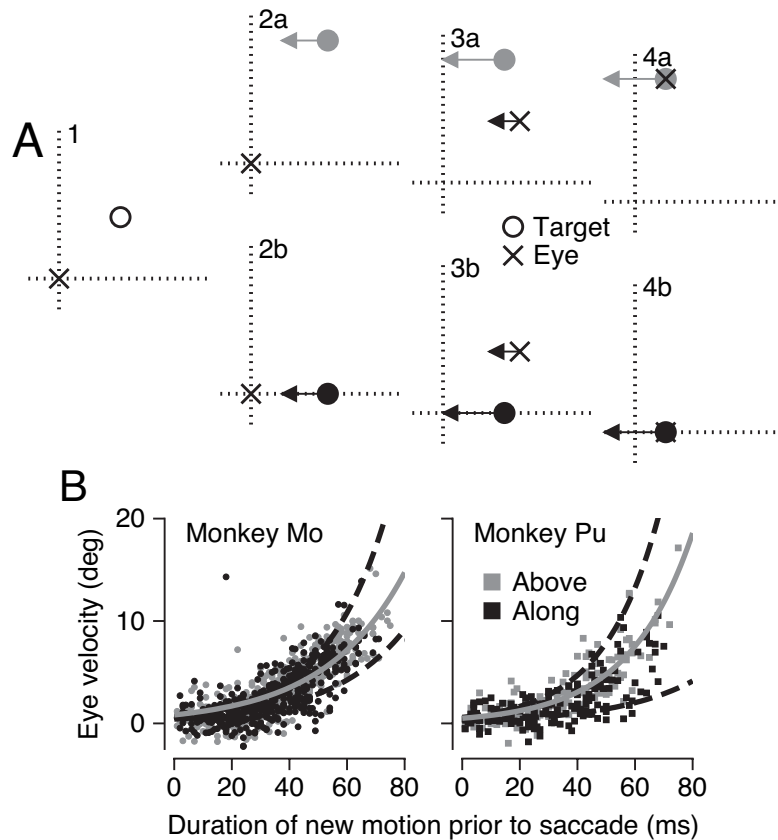 A
1
2a
3a
4a
Target
Eye
2b
3b
4b
B
Monkey Mo
Monkey Pu
Above
Along
Eye velocity (deg)
20
10
0
0 20 40 60 80
0 20 40 60 80
Duration of new motion prior to saccade (ms)